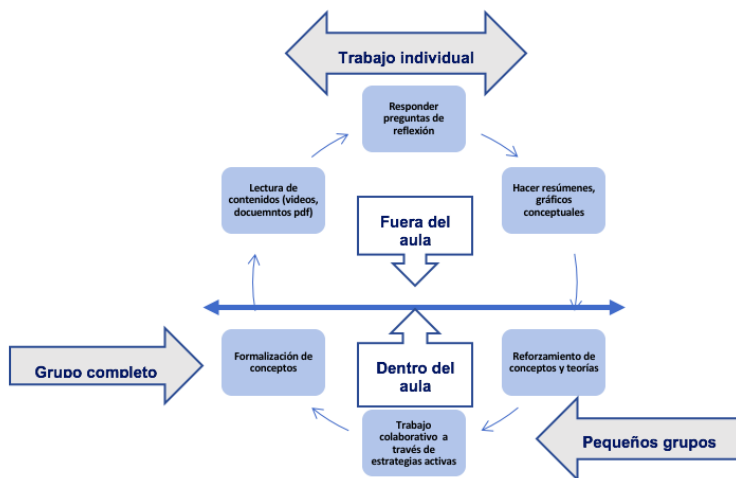 Trabajo individual
Responder
preguntas de
reflexión
Lectura de
contenidos (videos,
docuemntos pdf)
Hacer resúmenes,
gráficos
conceptuales
Fuera del
aula
Grupo completo
Formalización de
conceptos
Dentro del
aula
Reforzamiento de
conceptos y teorías
Trabajo
colaborativo a
través de
estrategias activas
Pequeños grupos